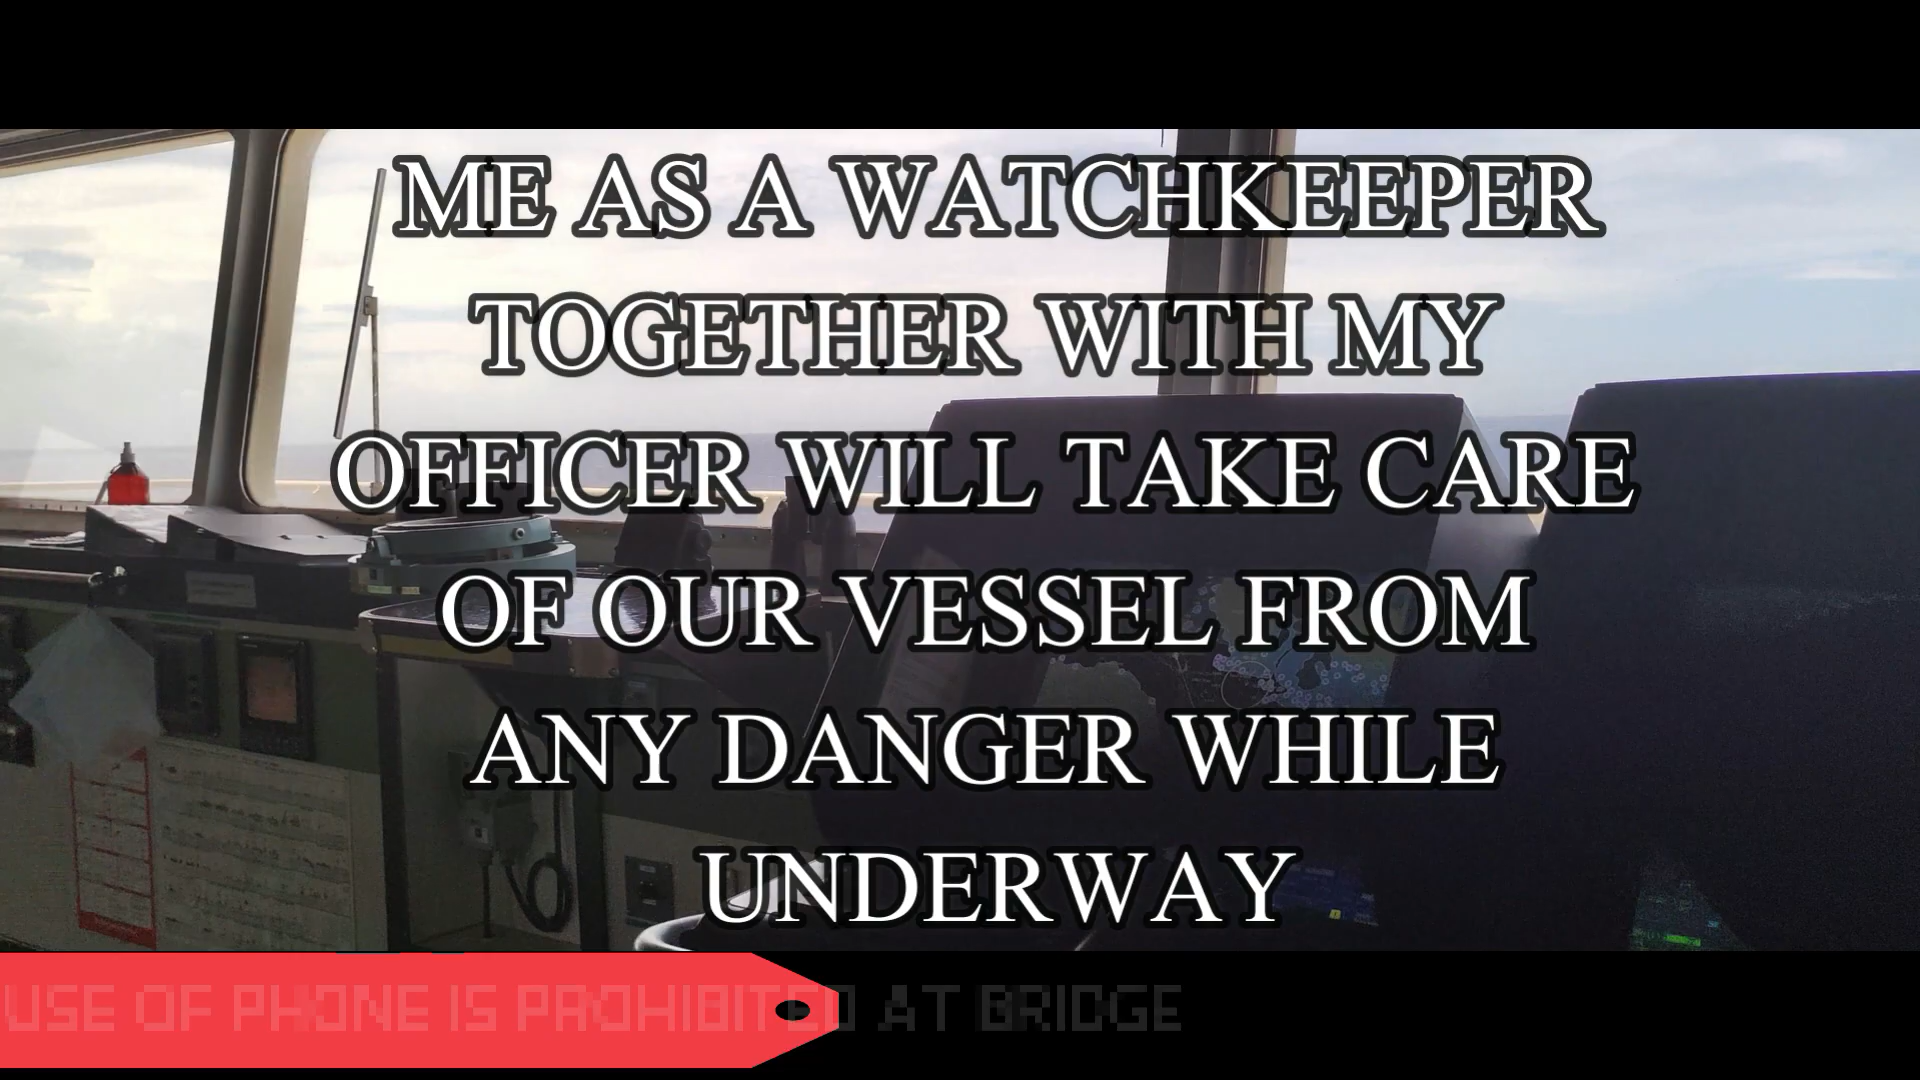 ME AS A WATCHKEEPER
TOGETHER WITH MY
OFFICER WILL TAKE CARE
OF OUR VESSEL FROM
ANY DANGER WHILE
UNDERWAY
USE OF PHONE IS PROHIBITED AT BRIDGE